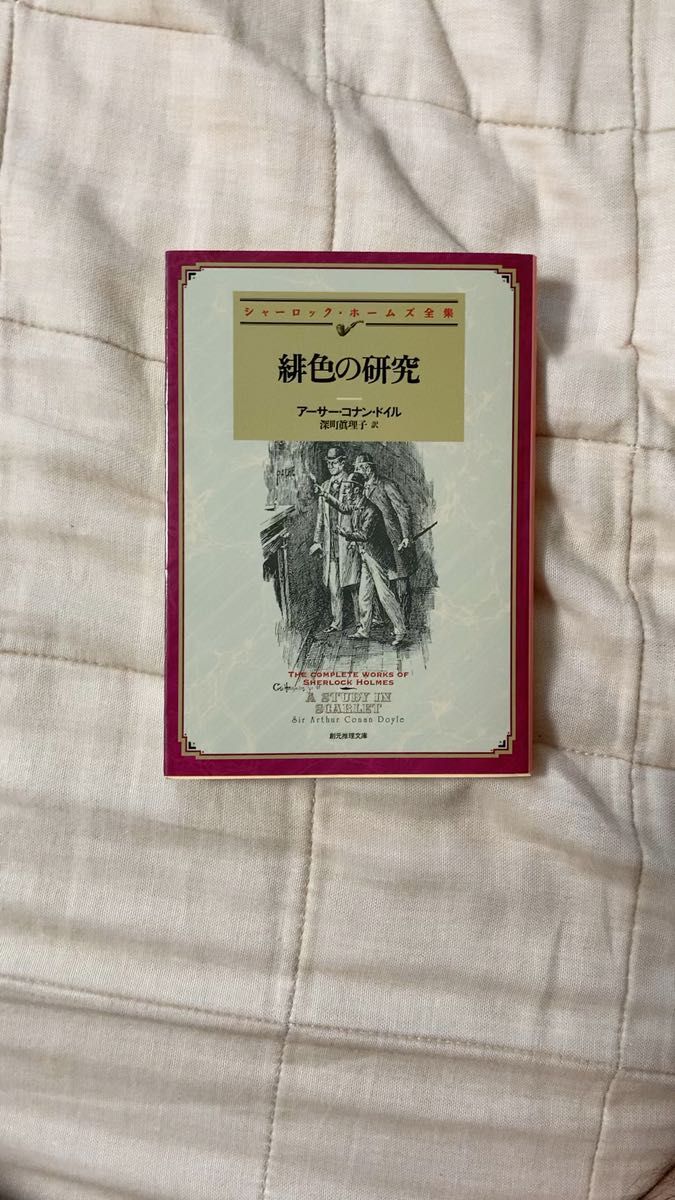 シャーロック・ホームズ全集
緋色の研究
アーサー・コナン・ドイル
深町眞理子 訳
RACHE
THE COMPLETE WORKS OF
SHERLOCK HOLMES
A STUDY IN
SCARLET
Sir Arthur Conan Doyle
創元推理文庫